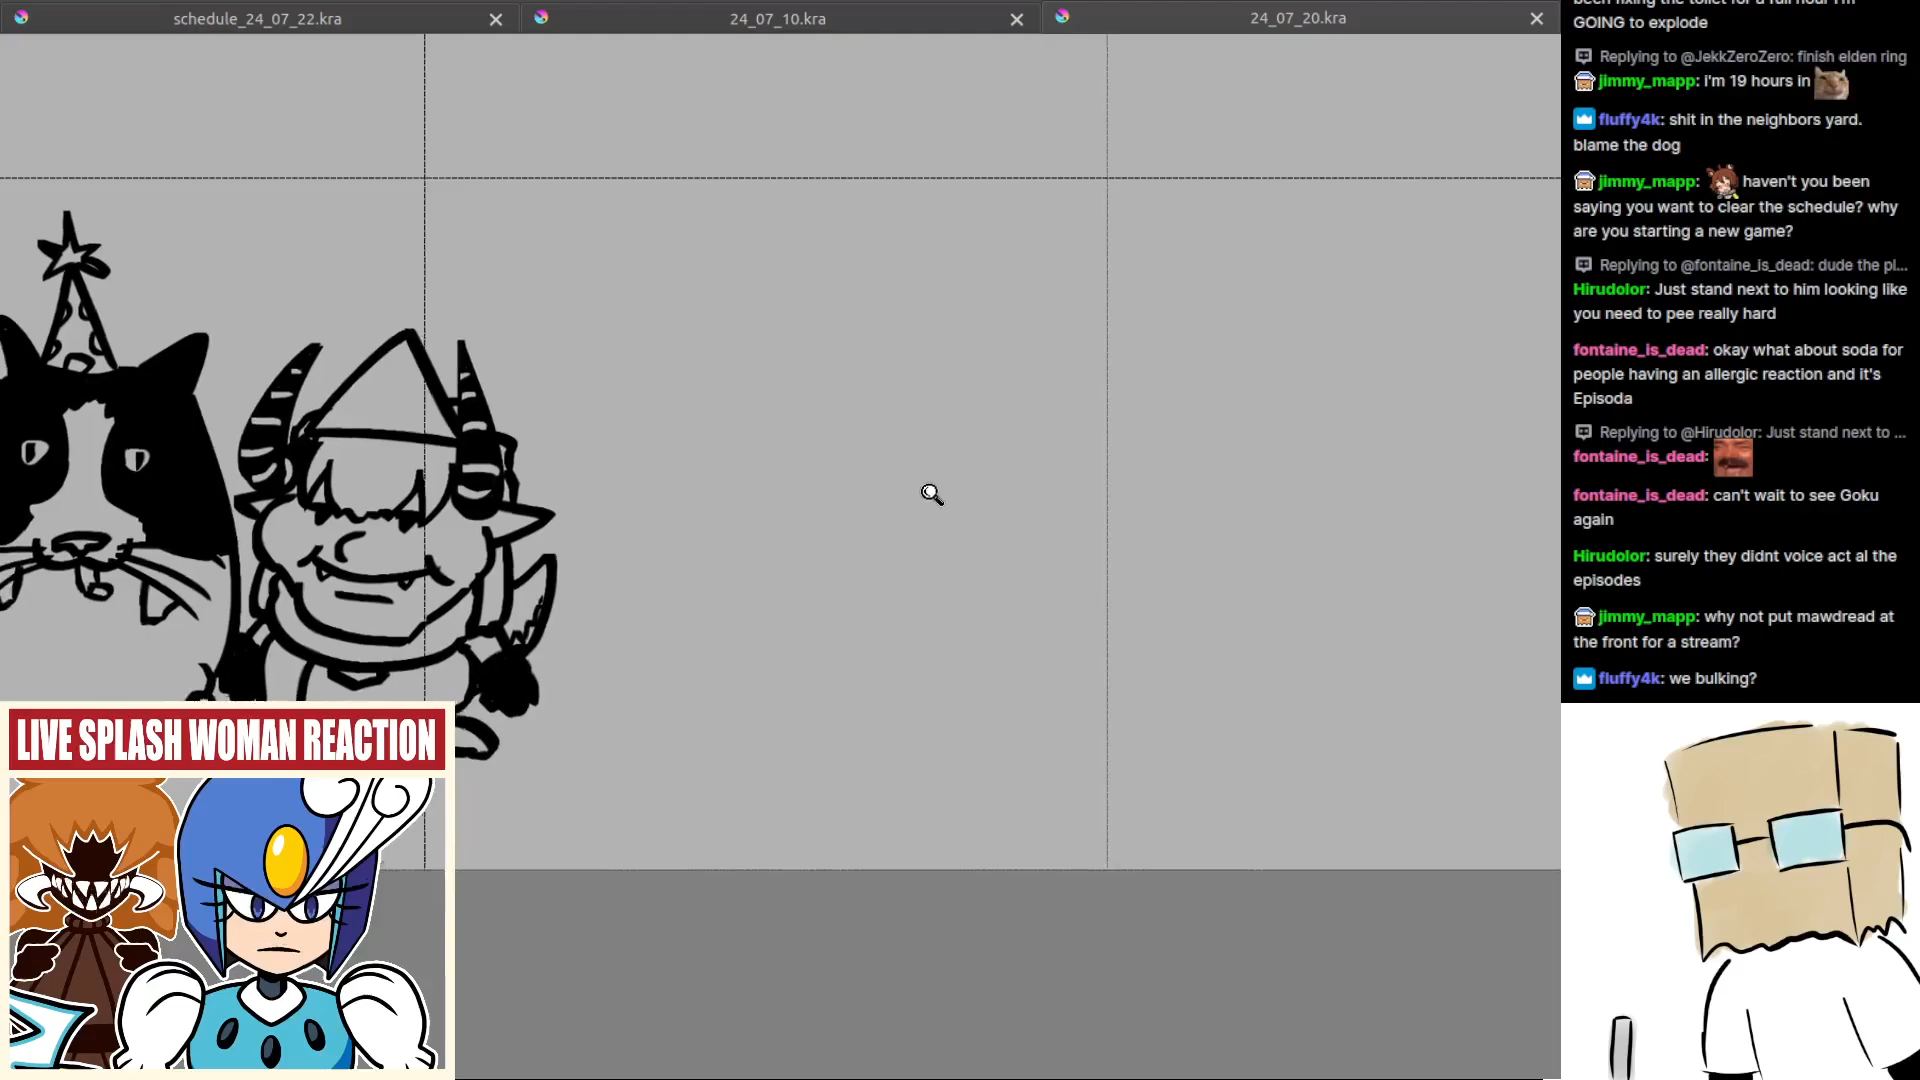 schedule_24_07_22.kra
24_07_10.kra
24_07_20.kra
GOING to explode
Replying to @JekkZeroZero: finish elden ring
jimmy_mapp: i'm 19 hours in
fluffy4k: shit in the neighbors yard.
blame the dog
jimmy_mapp: haven't you been
saying you want to clear the schedule? why
are you starting a new game?
Replying to @fontaine_is_dead: dude the pl...
Hirudolor: Just stand next to him looking like
you need to pee really hard
fontaine_is_dead: okay what about soda for
people having an allergic reaction and it's
Episoda
Replying to @Hirudolor: Just stand next to ...
fontaine_is_dead:
fontaine_is_dead: can't wait to see Goku
again
Hirudolor: surely they didnt voice act al the
episodes
jimmy_mapp: why not put mawdread at
the front for a stream?
fluffy4k: we bulking?
LIVE SPLASH WOMAN REACTION